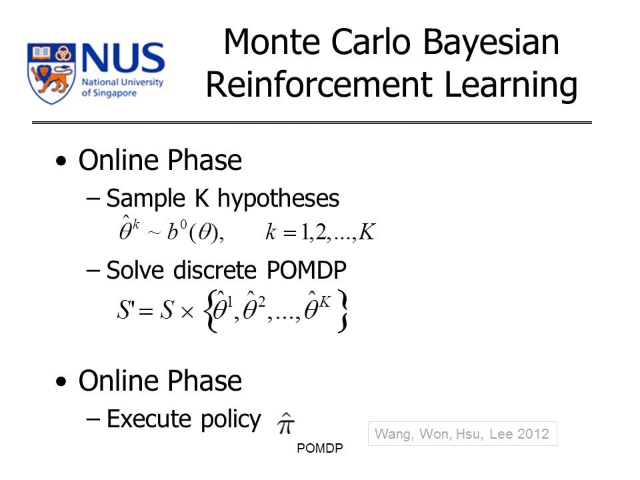 NUS
National University
of Singapore
Monte Carlo Bayesian
Reinforcement Learning
• Online Phase
– Sample K hypotheses
θ̂ᵏ ~ b⁰(θ), k = 1,2,...,K
– Solve discrete POMDP
S' = S × {θ̂¹, θ̂²,..., θ̂ᴷ}
• Online Phase
– Execute policy π̂
Wang, Won, Hsu, Lee 2012
POMDP